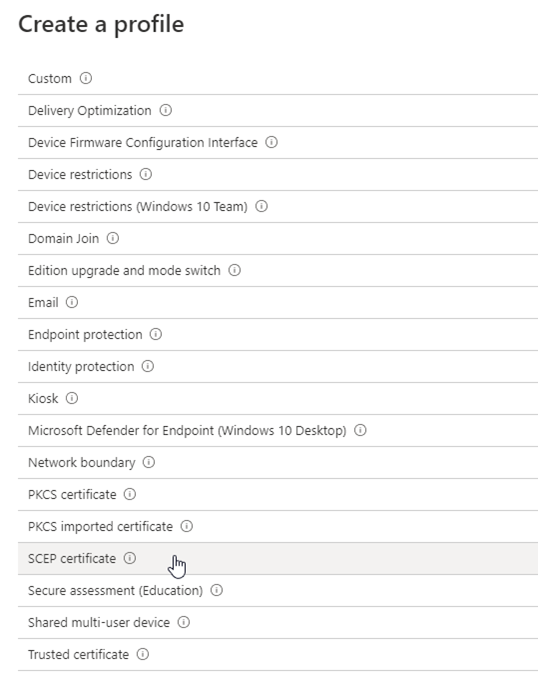 Create a profile
Custom
Delivery Optimization
Device Firmware Configuration Interface
Device restrictions
Device restrictions (Windows 10 Team)
Domain Join
Edition upgrade and mode switch
Email
Endpoint protection
Identity protection
Kiosk
Microsoft Defender for Endpoint (Windows 10 Desktop)
Network boundary
PKCS certificate
PKCS imported certificate
SCEP certificate
Secure assessment (Education)
Shared multi-user device
Trusted certificate